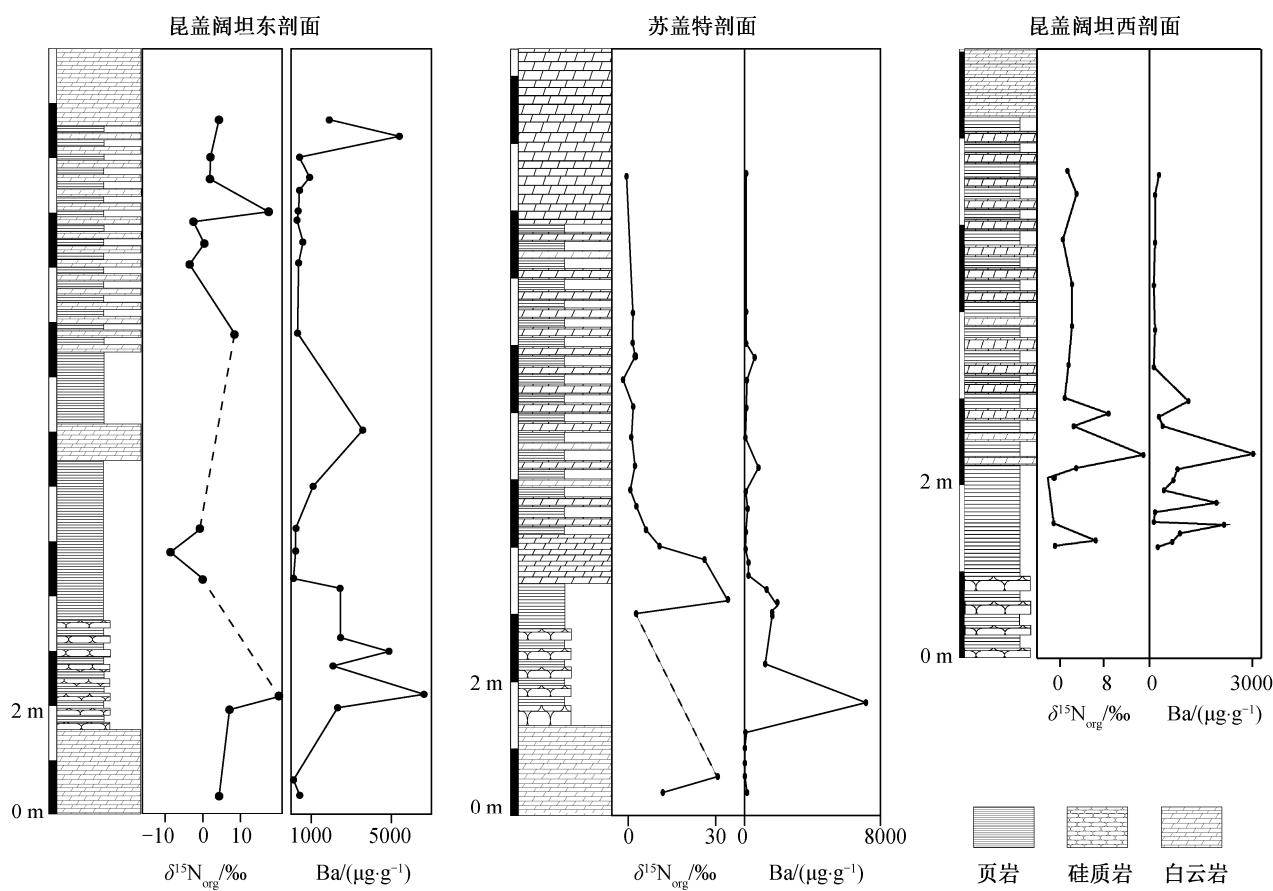 昆盖阔坦东剖面
苏盖特剖面
昆盖阔坦西剖面
2 m
0 m
−10 0 10
1000 5000
δ¹⁵Norg/‰
Ba/(μg·g⁻¹)
2 m
0 m
0 30 0 8000
δ¹⁵Norg/‰
Ba/(μg·g⁻¹)
2 m
0 m
0 8 0 3000
δ¹⁵Norg/‰
Ba/(μg·g⁻¹)
页岩 硅质岩 白云岩